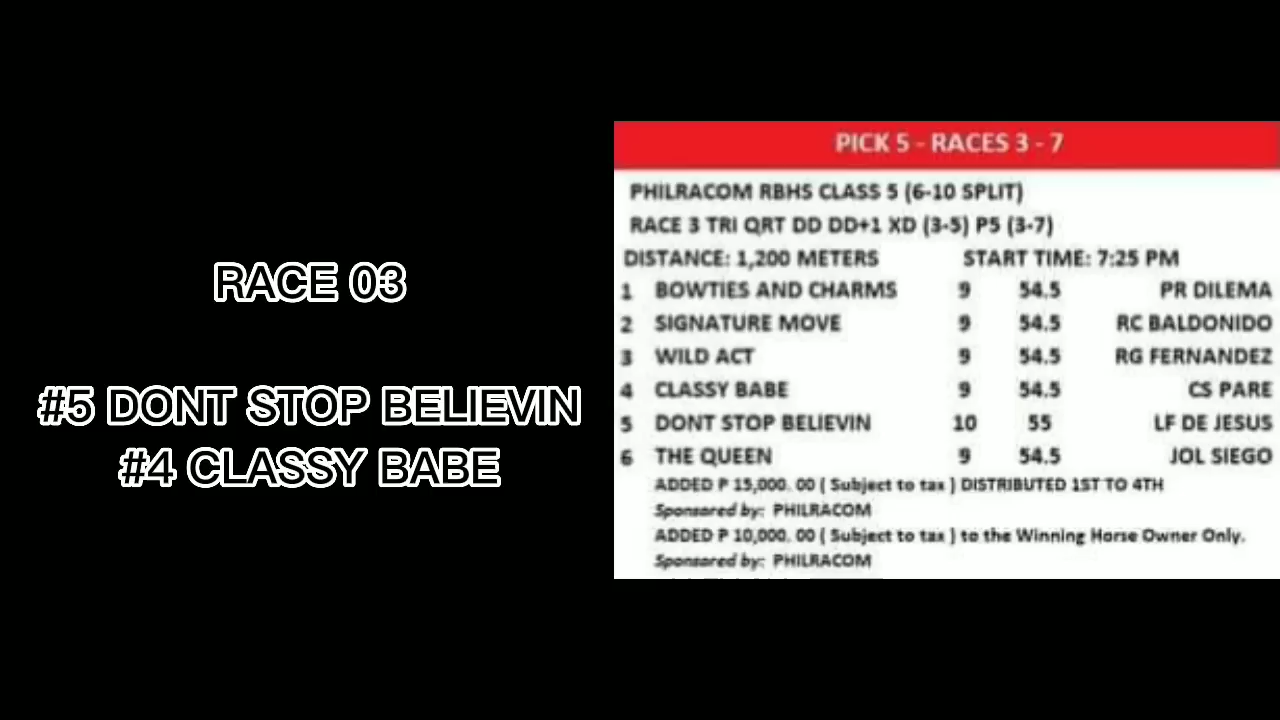 RACE 03
#5 DONT STOP BELIEVIN
#4 CLASSY BABE
PICK 5 - RACES 3 - 7
PHILRACOM RBHS CLASS 5 (6-10 SPLIT)
RACE 3 TRI QRT DD DD+1 XD (3-5) P5 (3-7)
DISTANCE: 1,200 METERS START TIME: 7:25 PM
1 BOWTIES AND CHARMS 9 54.5 PR DILEMA
2 SIGNATURE MOVE 9 54.5 RC BALDONIDO
3 WILD ACT 9 54.5 RG FERNANDEZ
4 CLASSY BABE 9 54.5 CS PARE
5 DONT STOP BELIEVIN 10 55 LF DE JESUS
6 THE QUEEN 9 54.5 JOL SIEGO
ADDED P 15,000. 00 ( Subject to tax ) DISTRIBUTED 1ST TO 4TH
Sponsored by: PHILRACOM
ADDED P 10,000. 00 ( Subject to tax ) to the Winning Horse Owner Only.
Sponsored by: PHILRACOM